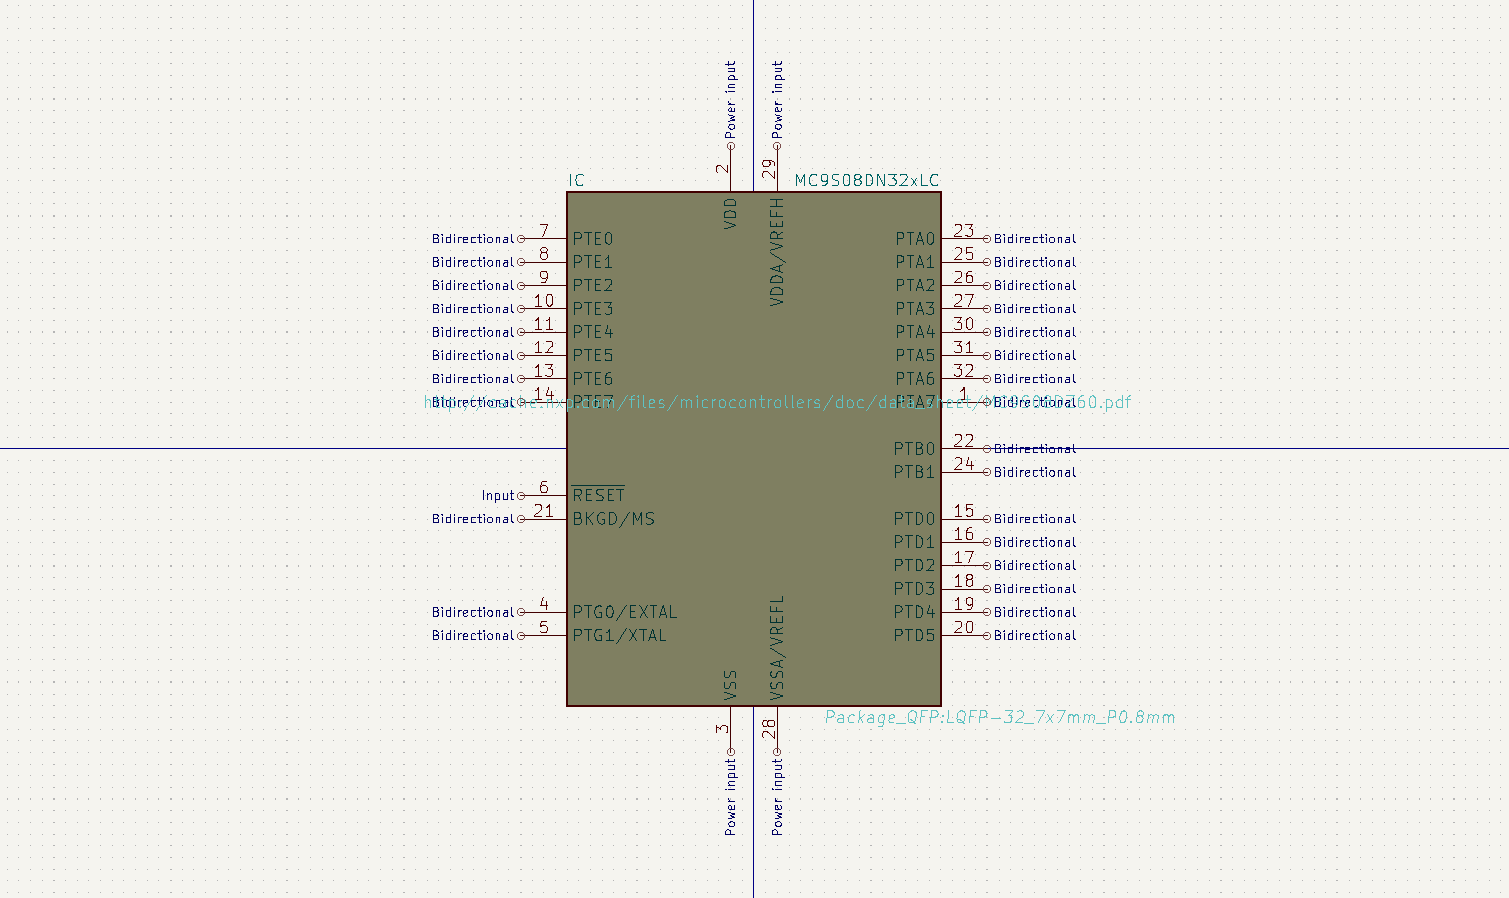 Power input
Power input
2
29
IC
MC9S08DN32xLC
VDD
VDDA/VREFH
Bidirectional 7 PTE0
PTA0 23 Bidirectional
Bidirectional 8 PTE1
PTA1 25 Bidirectional
Bidirectional 9 PTE2
PTA2 26 Bidirectional
Bidirectional 10 PTE3
PTA3 27 Bidirectional
Bidirectional 11 PTE4
PTA4 30 Bidirectional
Bidirectional 12 PTE5
PTA5 31 Bidirectional
Bidirectional 13 PTE6
PTA6 32 Bidirectional
Bidirectional 14 PTE7
PTA7 1 Bidirectional
http://cache.nxp.com/files/microcontrollers/doc/data_sheet/MC9S08DZ60.pdf
PTB0 22 Bidirectional
PTB1 24 Bidirectional
Input 6 RESET
Bidirectional 21 BKGD/MS
PTD0 15 Bidirectional
PTD1 16 Bidirectional
PTD2 17 Bidirectional
PTD3 18 Bidirectional
Bidirectional 4 PTG0/EXTAL
PTD4 19 Bidirectional
Bidirectional 5 PTG1/XTAL
PTD5 20 Bidirectional
VSS
VSSA/VREFL
Package_QFP:LQFP-32_7x7mm_P0.8mm
3
28
Power input
Power input